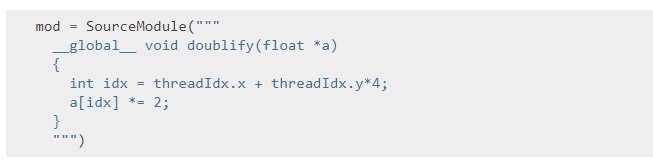 mod = SourceModule("""
  __global__ void doublify(float *a)
  {
    int idx = threadIdx.x + threadIdx.y*4;
    a[idx] *= 2;
  }
  """)